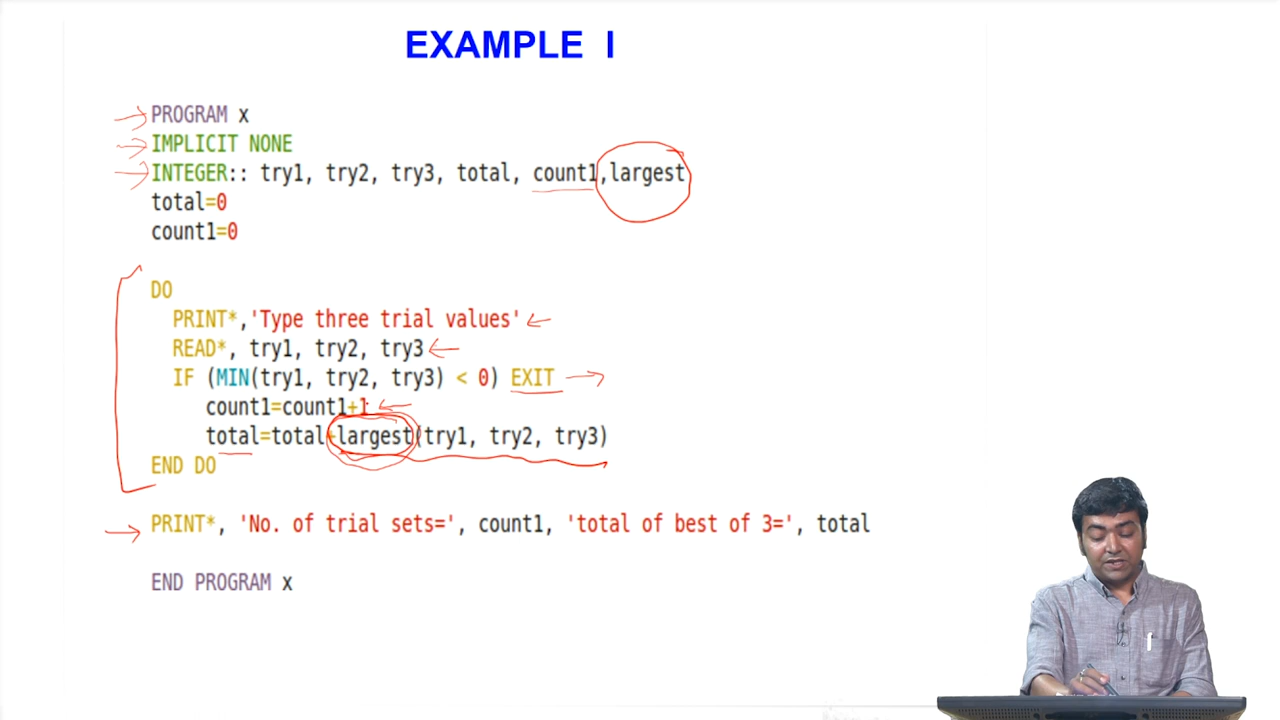 EXAMPLE I
PROGRAM x
IMPLICIT NONE
INTEGER:: try1, try2, try3, total, count1,largest
total=0
count1=0
DO
PRINT*,'Type three trial values'
READ*, try1, try2, try3
IF (MIN(try1, try2, try3) < 0) EXIT
count1=count1+1
total=total+largest(try1, try2, try3)
END DO
PRINT*, 'No. of trial sets=', count1, 'total of best of 3=', total
END PROGRAM x